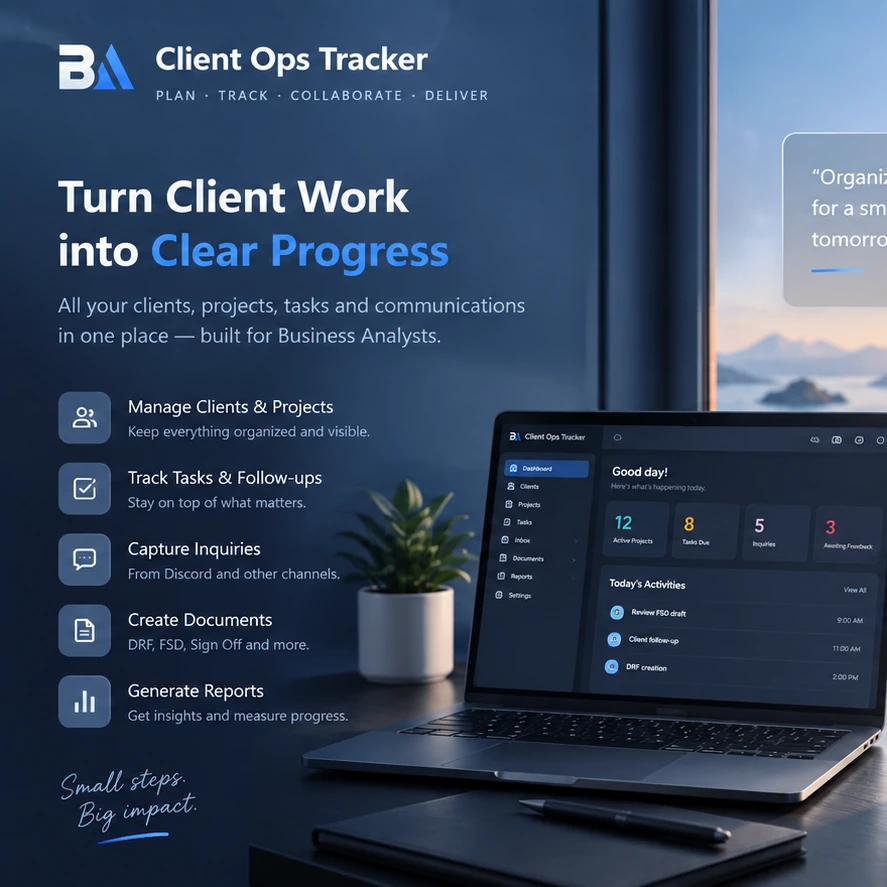 BA Client Ops Tracker
PLAN · TRACK · COLLABORATE · DELIVER
Turn Client Work
into Clear Progress
All your clients, projects, tasks and communications
in one place — built for Business Analysts.
Manage Clients & Projects
Keep everything organized and visible.
Track Tasks & Follow-ups
Stay on top of what matters.
Capture Inquiries
From Discord and other channels.
Create Documents
DRF, FSD, Sign Off and more.
Generate Reports
Get insights and measure progress.
Small steps.
Big impact.
“Organiz
for a sm
tomorro
BA Client Ops Tracker
Dashboard
Clients
Projects
Tasks
Inbox
Documents
Reports
Settings
Good day!
Here's what's happening today.
12
Active Projects
8
Tasks Due
5
Inquiries
3
Awaiting Feedback
Today's Activities
View All
Review FSD draft
9:00 AM
Client follow-up
11:00 AM
DRF creation
2:00 PM